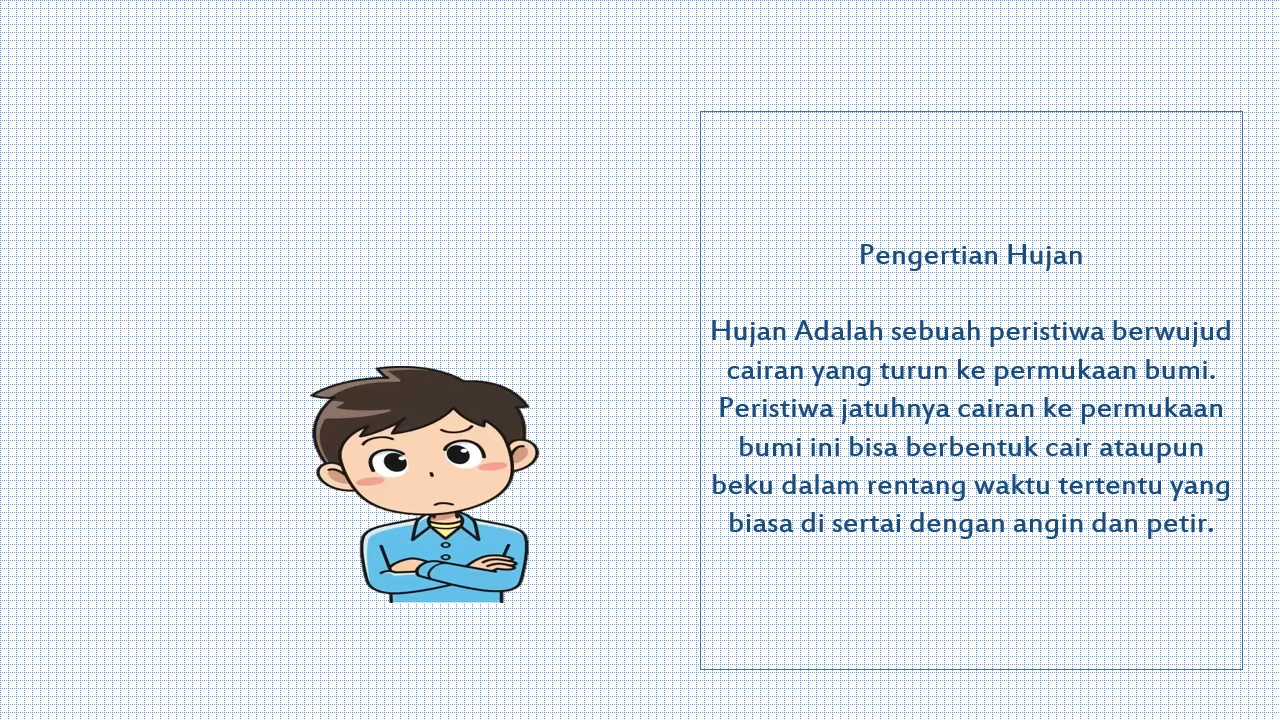 Pengertian Hujan
Hujan Adalah sebuah peristiwa berwujud
cairan yang turun ke permukaan bumi.
Peristiwa jatuhnya cairan ke permukaan
bumi ini bisa berbentuk cair ataupun
beku dalam rentang waktu tertentu yang
biasa di sertai dengan angin dan petir.